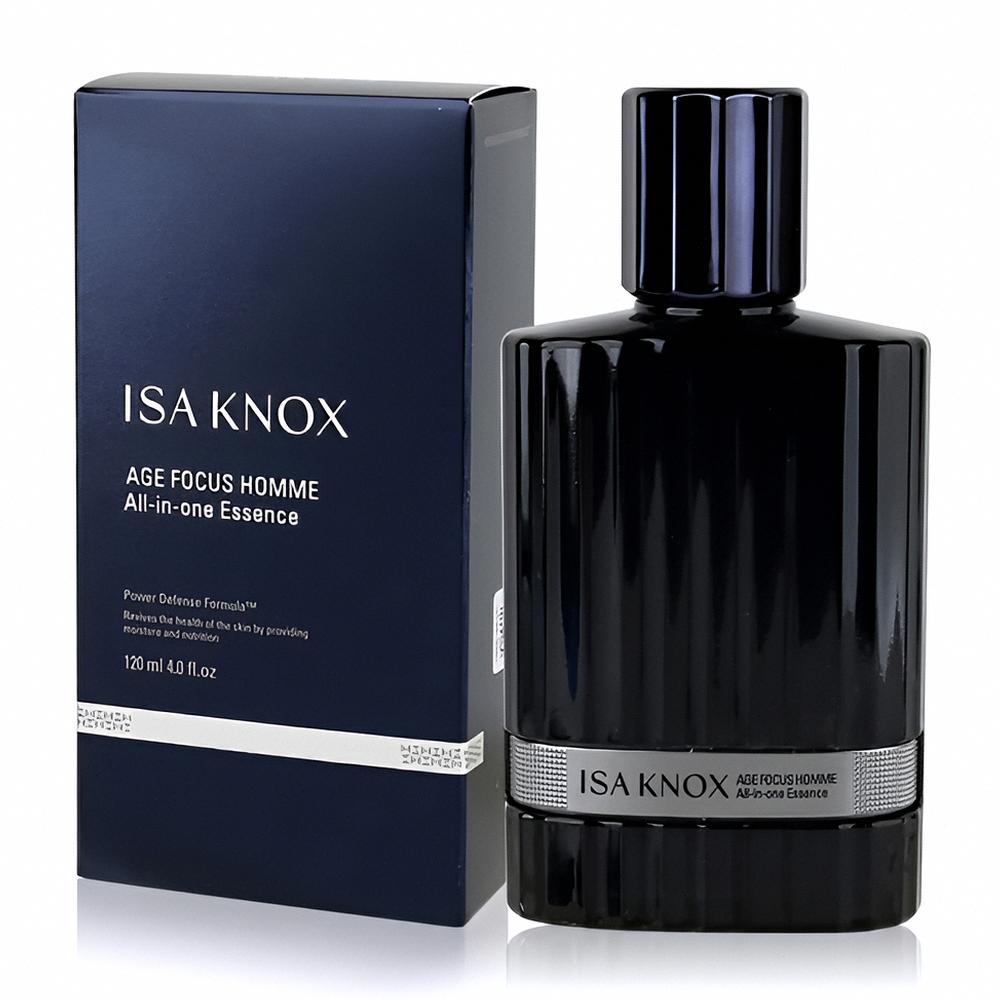 ISA KNOX
AGE FOCUS HOMME
All-in-one Essence
Power Defense Formula™
Revives the health of the skin by providing
moisture and nutrition
120 ml 4.0 fl.oz
ISA KNOX
AGE FOCUS HOMME
All-in-one Essence